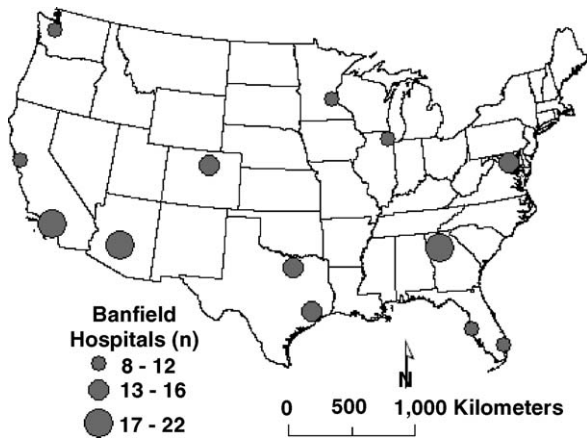 Banfield
Hospitals (n)
8 - 12
13 - 16
17 - 22
N
0 500 1,000 Kilometers